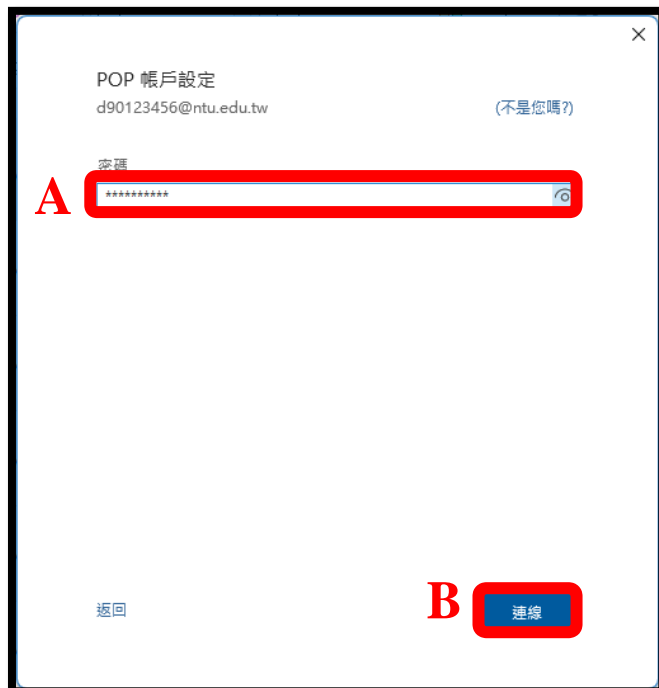 POP 帳戶設定
d90123456@ntu.edu.tw (不是您嗎?)
密碼
A **********
返回 B 連線